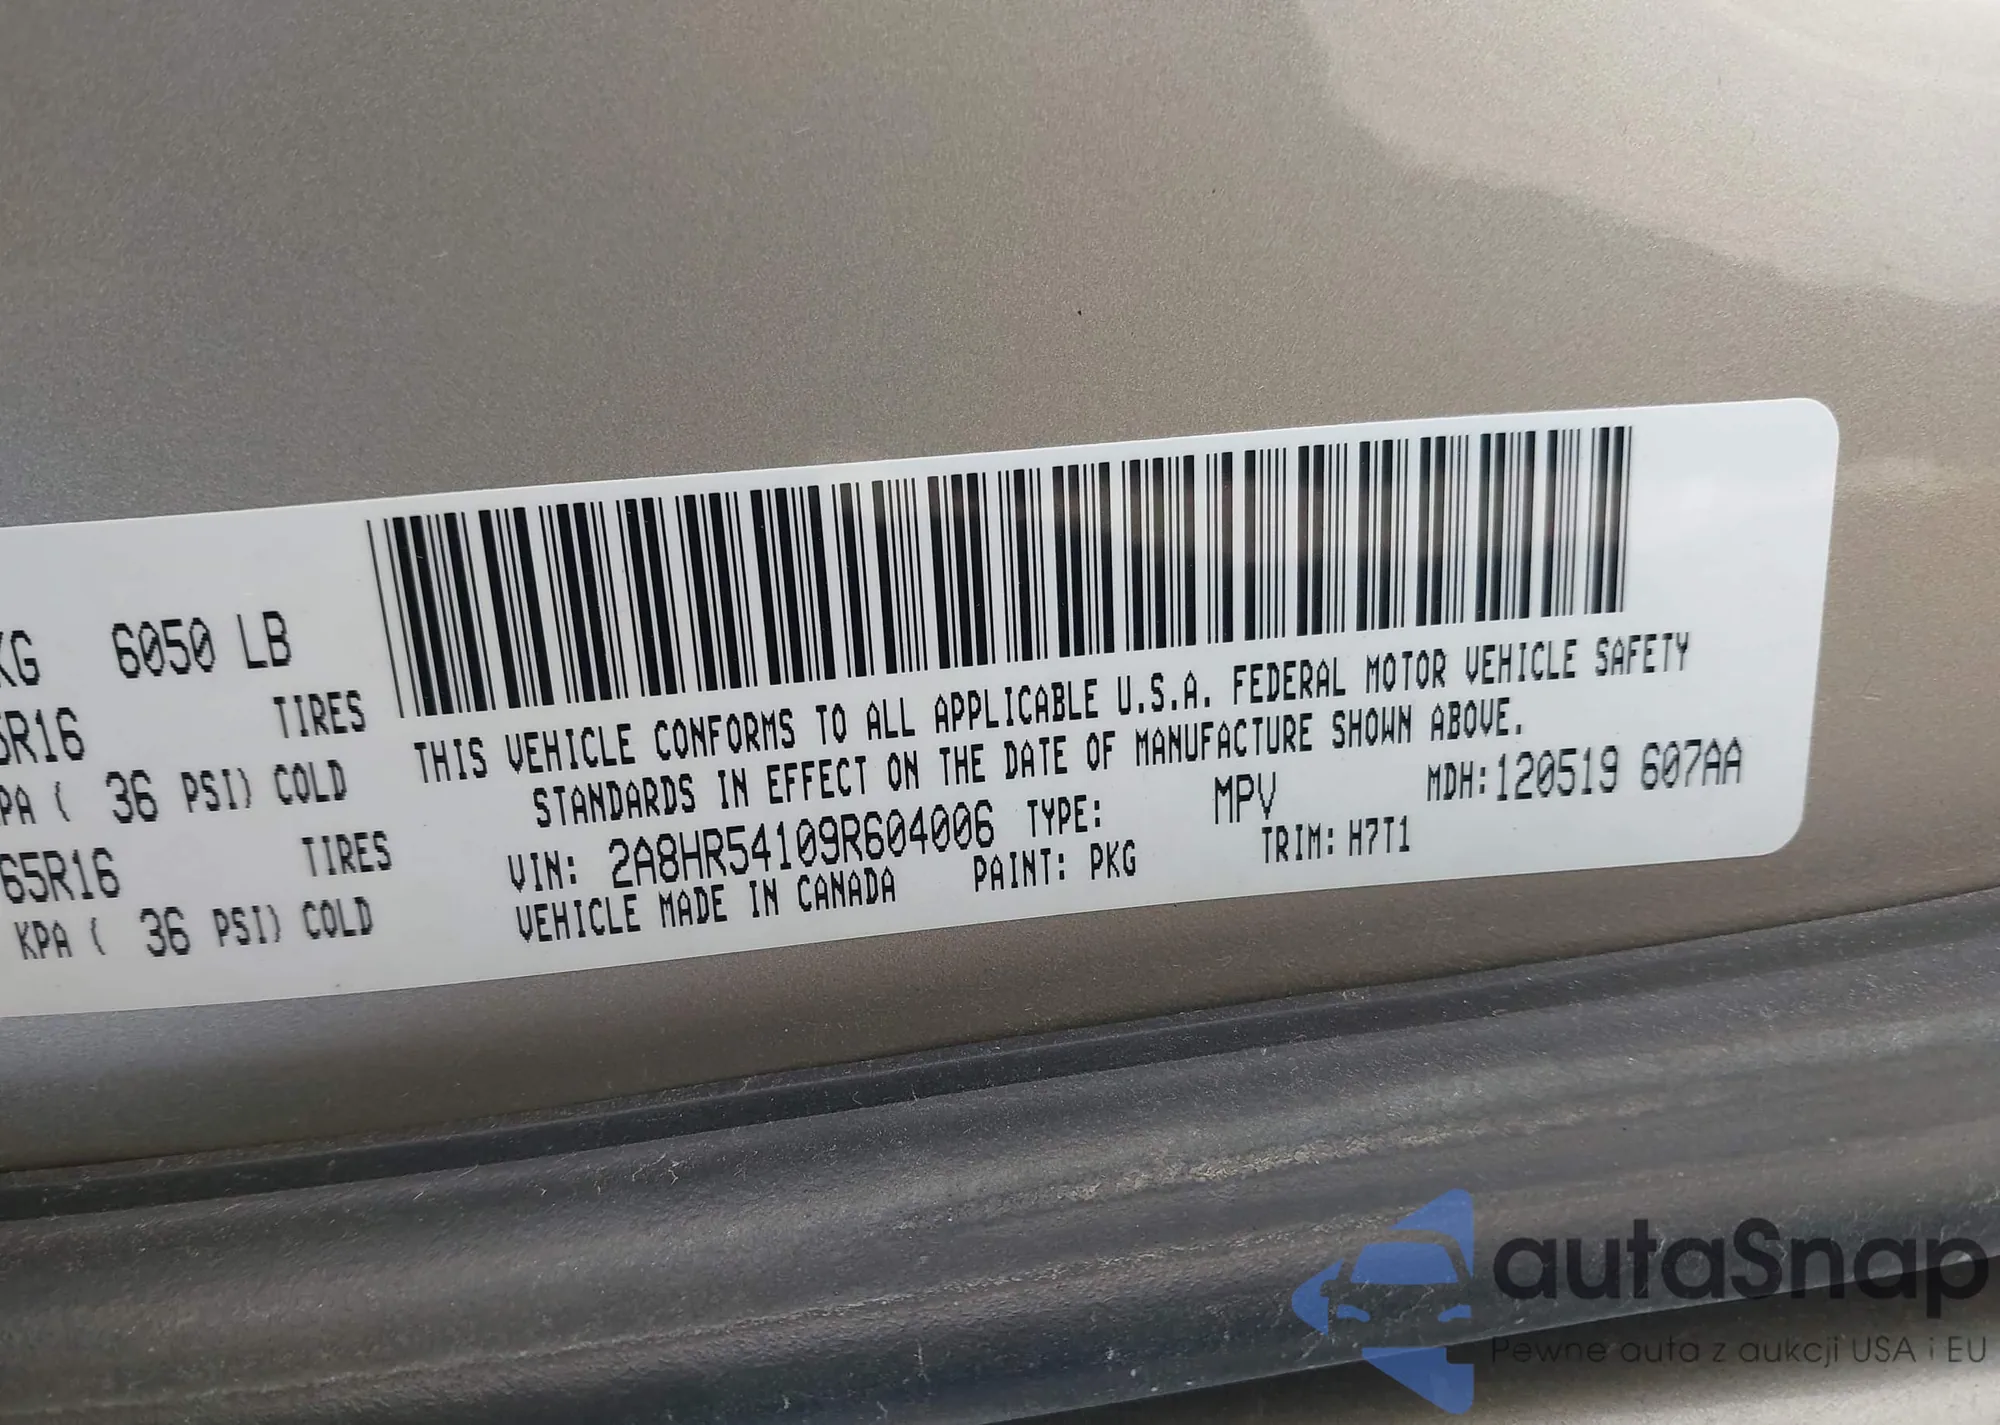 KG 6050 LB
5R16 TIRES
PA ( 36 PSI) COLD
65R16 TIRES
KPA ( 36 PSI) COLD
THIS VEHICLE CONFORMS TO ALL APPLICABLE U.S.A. FEDERAL MOTOR VEHICLE SAFETY
STANDARDS IN EFFECT ON THE DATE OF MANUFACTURE SHOWN ABOVE.
VIN: 2A8HR54109R604006 TYPE: MPV MDH:120519 607AA
VEHICLE MADE IN CANADA PAINT: PKG TRIM: H7T1
autaSnap
Pewne auta z aukcji USA i EU